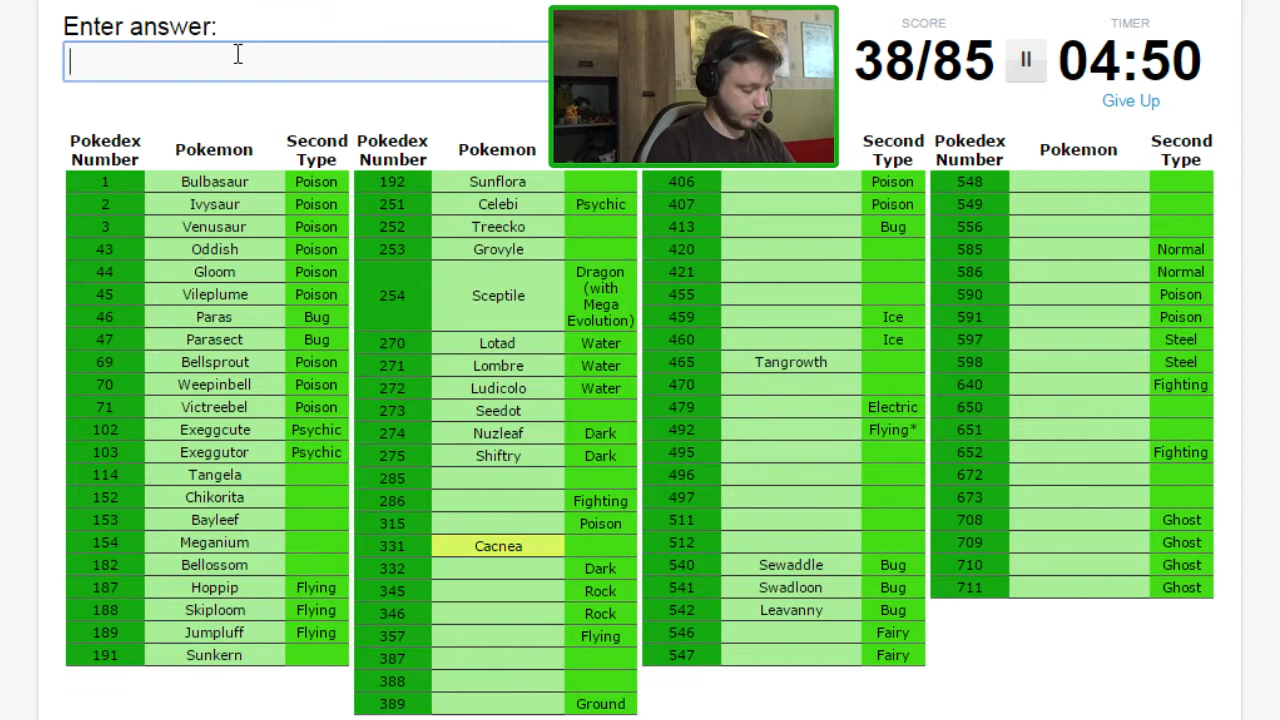 Enter answer:
SCORE
38/85
TIMER
04:50
Give Up
Pokedex Number Pokemon Second Type
1 Bulbasaur Poison
2 Ivysaur Poison
3 Venusaur Poison
43 Oddish Poison
44 Gloom Poison
45 Vileplume Poison
46 Paras Bug
47 Parasect Bug
69 Bellsprout Poison
70 Weepinbell Poison
71 Victreebel Poison
102 Exeggcute Psychic
103 Exeggutor Psychic
114 Tangela
152 Chikorita
153 Bayleef
154 Meganium
182 Bellossom
187 Hoppip Flying
188 Skiploom Flying
189 Jumpluff Flying
191 Sunkern
Pokedex Number Pokemon
192 Sunflora
251 Celebi Psychic
252 Treecko
253 Grovyle
254 Sceptile Dragon (with Mega Evolution)
270 Lotad Water
271 Lombre Water
272 Ludicolo Water
273 Seedot
274 Nuzleaf Dark
275 Shiftry Dark
285
286 Fighting
315 Poison
331 Cacnea
332 Dark
345 Rock
346 Rock
357 Flying
387
388
389 Ground
Second Type
406 Poison
407 Poison
413 Bug
420
421
455
459 Ice
460 Ice
465 Tangrowth
470
479 Electric
492 Flying*
495
496
497
511
512
540 Sewaddle Bug
541 Swadloon Bug
542 Leavanny Bug
546 Fairy
547 Fairy
Pokedex Number Pokemon Second Type
548
549
556
585 Normal
586 Normal
590 Poison
591 Poison
597 Steel
598 Steel
640 Fighting
650
651
652 Fighting
672
673
708 Ghost
709 Ghost
710 Ghost
711 Ghost